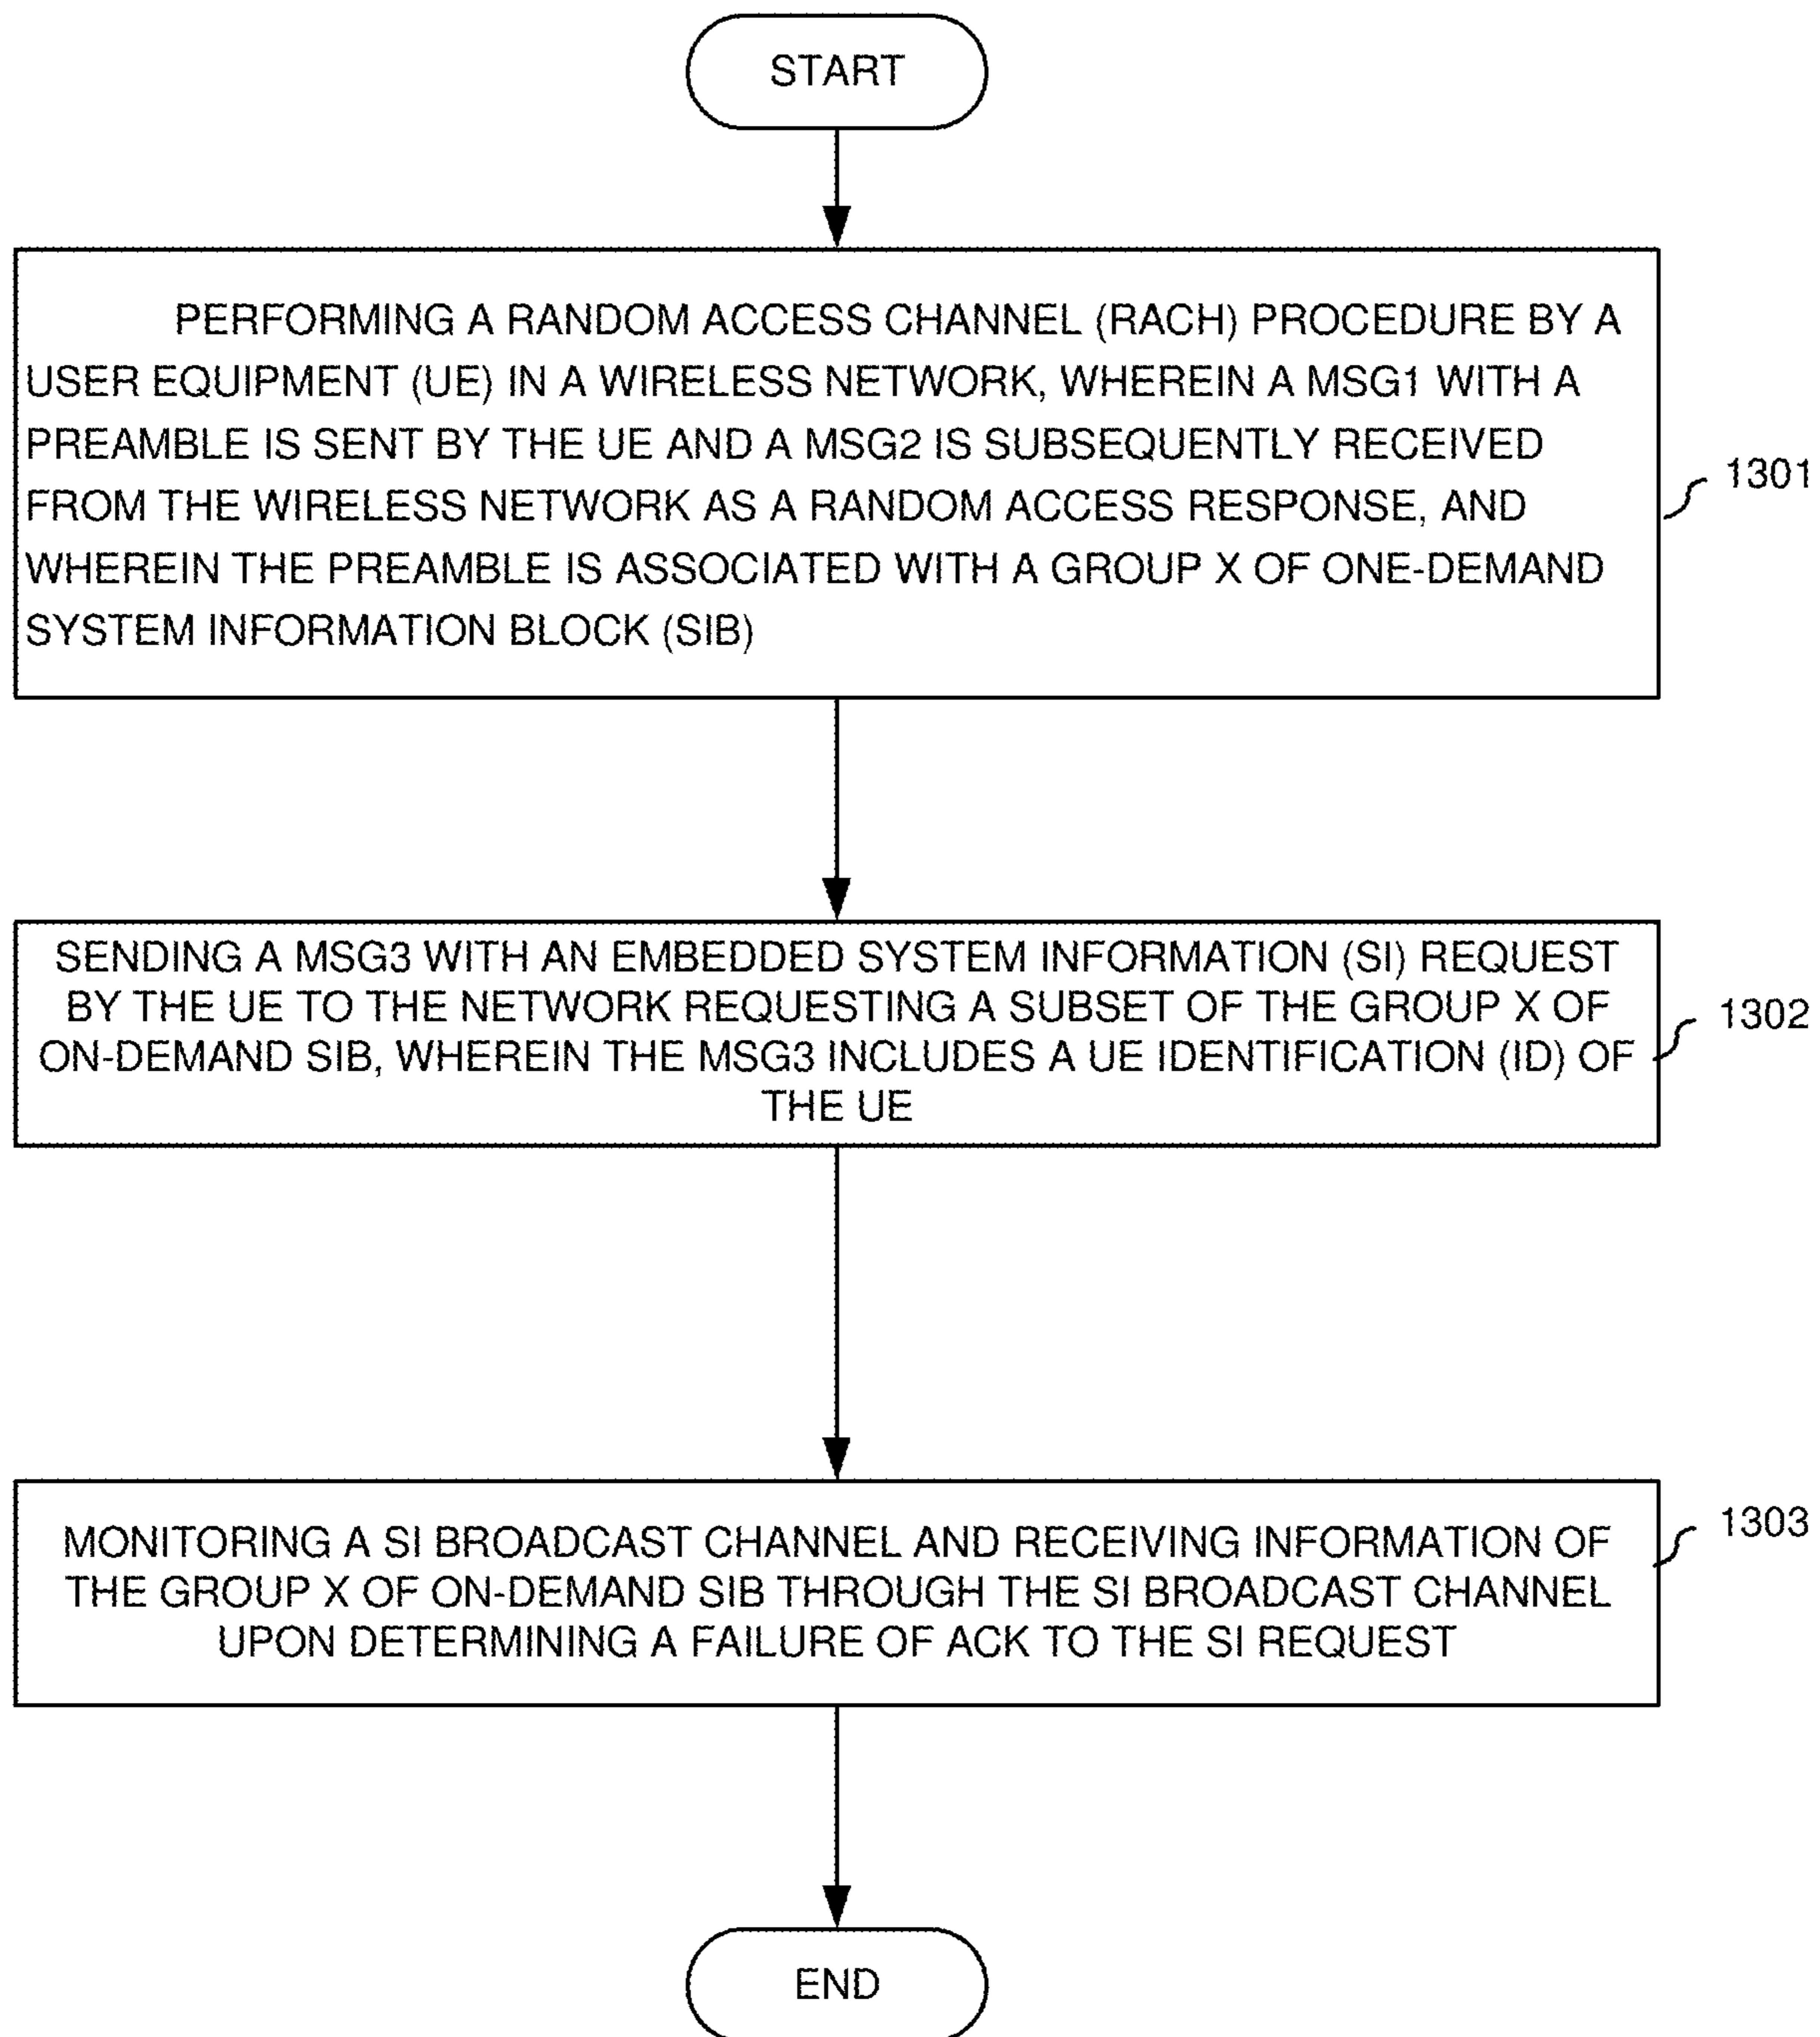 START
PERFORMING A RANDOM ACCESS CHANNEL (RACH) PROCEDURE BY A
USER EQUIPMENT (UE) IN A WIRELESS NETWORK, WHEREIN A MSG1 WITH A
PREAMBLE IS SENT BY THE UE AND A MSG2 IS SUBSEQUENTLY RECEIVED
FROM THE WIRELESS NETWORK AS A RANDOM ACCESS RESPONSE, AND
WHEREIN THE PREAMBLE IS ASSOCIATED WITH A GROUP X OF ONE-DEMAND
SYSTEM INFORMATION BLOCK (SIB)
1301
SENDING A MSG3 WITH AN EMBEDDED SYSTEM INFORMATION (SI) REQUEST
BY THE UE TO THE NETWORK REQUESTING A SUBSET OF THE GROUP X OF
ON-DEMAND SIB, WHEREIN THE MSG3 INCLUDES A UE IDENTIFICATION (ID) OF
THE UE
1302
MONITORING A SI BROADCAST CHANNEL AND RECEIVING INFORMATION OF
THE GROUP X OF ON-DEMAND SIB THROUGH THE SI BROADCAST CHANNEL
UPON DETERMINING A FAILURE OF ACK TO THE SI REQUEST
1303
END